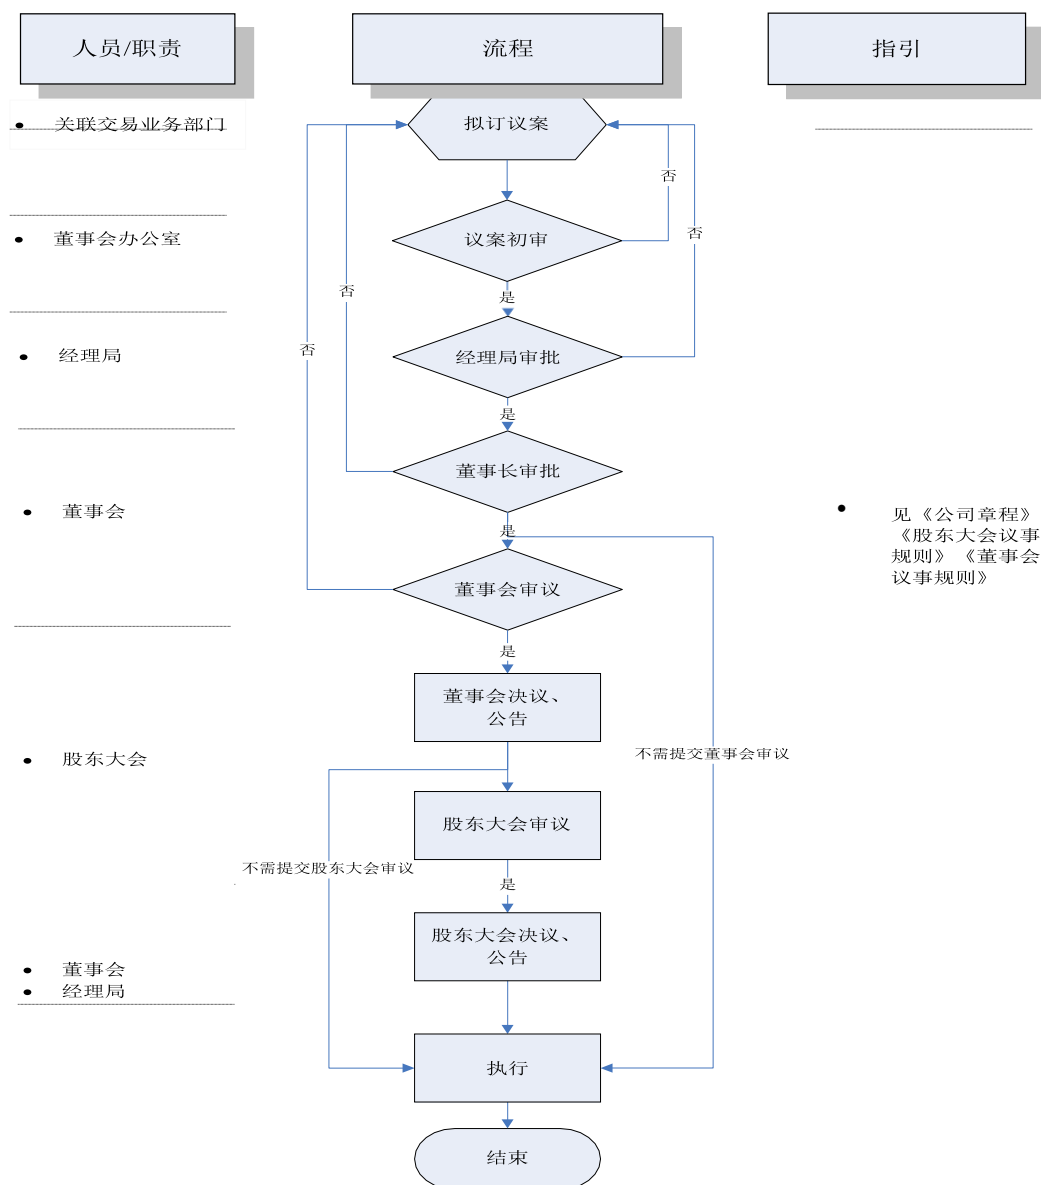 人员/职责
流程
指引
关联交易业务部门
拟订议案
否
董事会办公室
议案初审
否
是
否
经理局
经理局审批
否
是
董事长审批
董事会
见《公司章程》
《股东大会议事
规则》《董事会
议事规则》
是
董事会审议
是
董事会决议、
公告
股东大会
不需提交董事会审议
股东大会审议
不需提交股东大会审议
是
股东大会决议、
公告
董事会
经理局
执行
结束